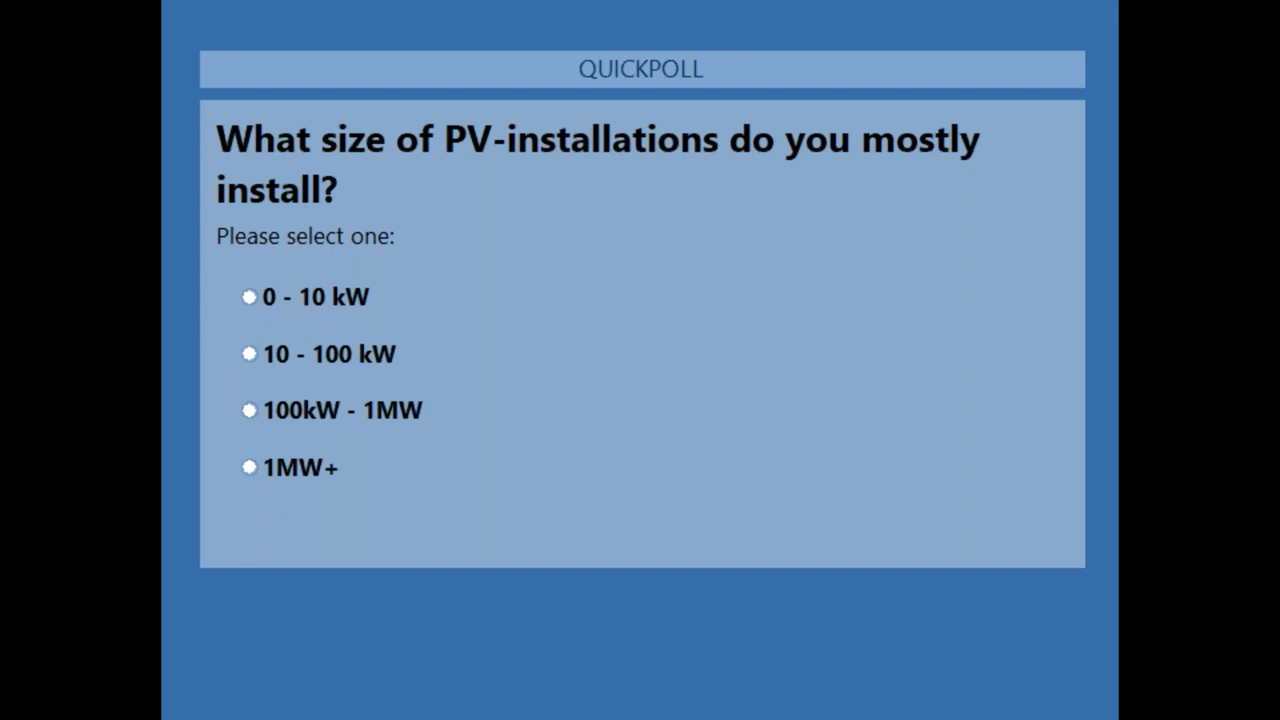 QUICKPOLL
What size of PV-installations do you mostly
install?
Please select one:
0 - 10 kW
10 - 100 kW
100kW - 1MW
1MW+